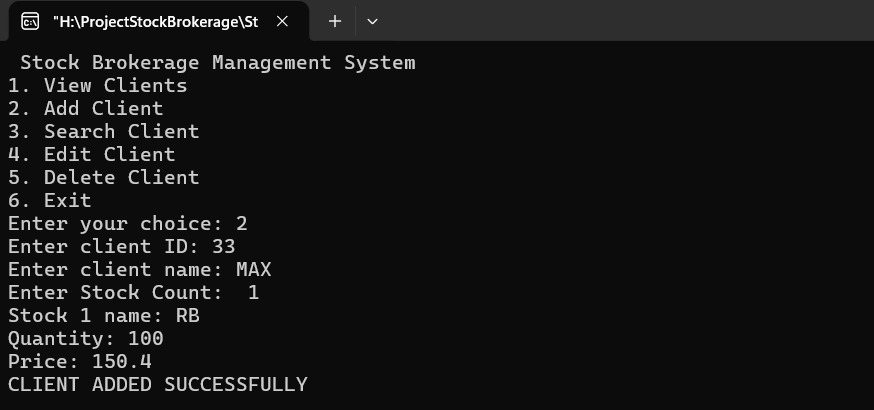 "H:\ProjectStockBrokerage\St
Stock Brokerage Management System
1. View Clients
2. Add Client
3. Search Client
4. Edit Client
5. Delete Client
6. Exit
Enter your choice: 2
Enter client ID: 33
Enter client name: MAX
Enter Stock Count:  1
Stock 1 name: RB
Quantity: 100
Price: 150.4
CLIENT ADDED SUCCESSFULLY